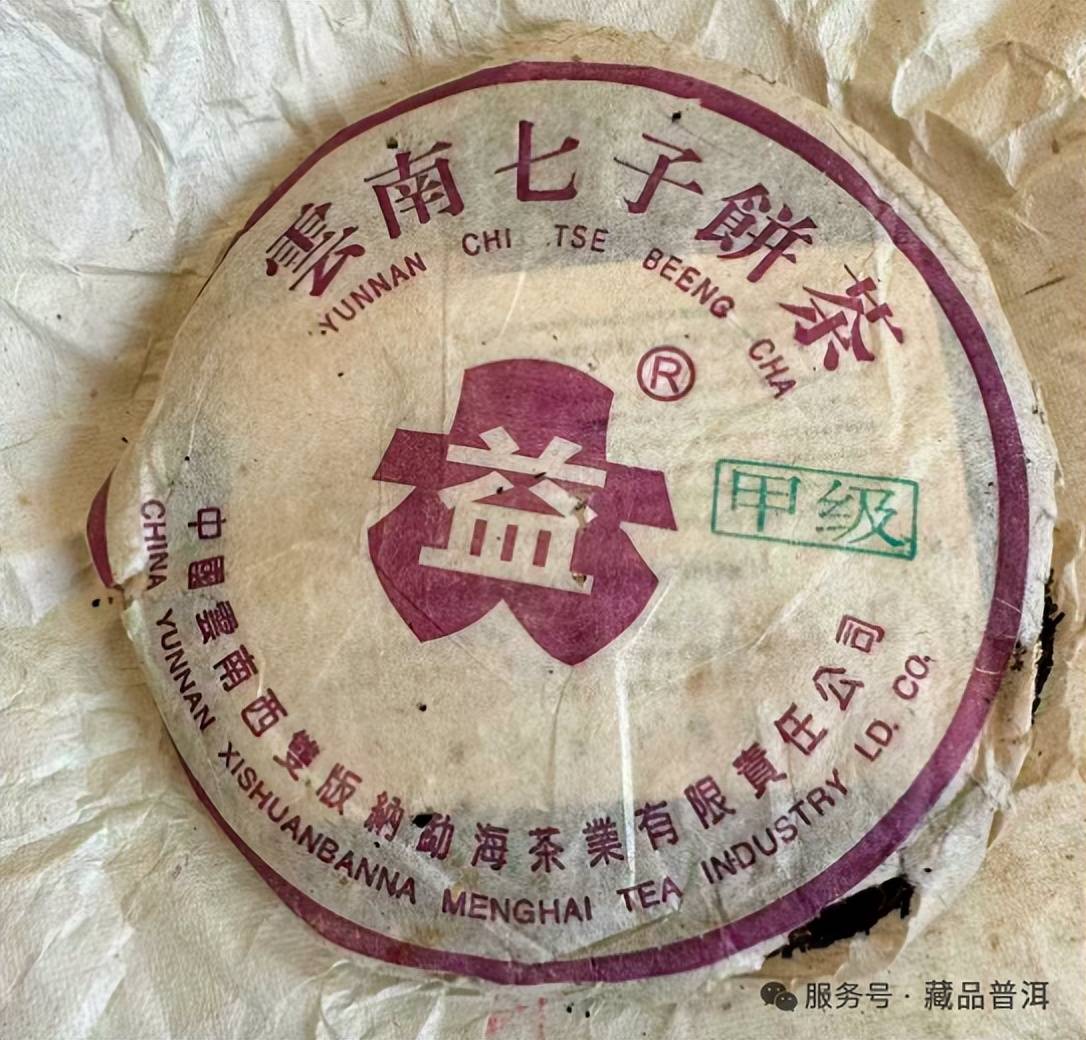 雲南七子餅茶
YUNNAN CHI TSE BEENG CHA
®
益
甲级
中國雲南西雙版納勐海茶業有限責任公司
CHINA YUNNAN XISHUANBANNA MENGHAI TEA INDUSTRY LD. CO.
服务号 · 藏品普洱